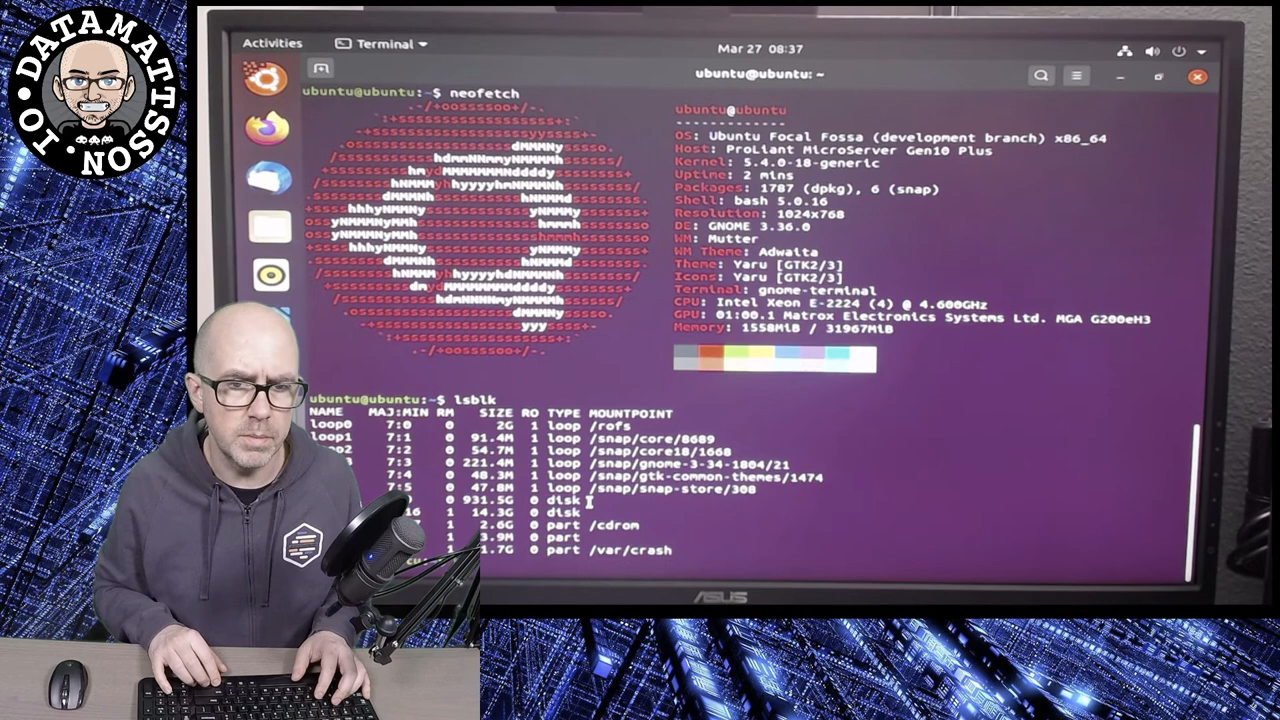 DATAMATTSSON.IO
Activities
Terminal
Mar 27 08:37
ubuntu@ubuntu: ~
ubuntu@ubuntu:~$ neofetch
.-/+oossssoo+/-.
ubuntu@ubuntu
-------------
OS: Ubuntu Focal Fossa (development branch) x86_64
Host: ProLiant MicroServer Gen10 Plus
Kernel: 5.4.0-18-generic
Uptime: 2 mins
Packages: 1787 (dpkg), 6 (snap)
Shell: bash 5.0.16
Resolution: 1024x768
DE: GNOME 3.36.0
WM: Mutter
WM Theme: Adwaita
Theme: Yaru [GTK2/3]
Icons: Yaru [GTK2/3]
Terminal: gnome-terminal
CPU: Intel Xeon E-2224 (4) @ 4.600GHz
GPU: 01:00.1 Matrox Electronics Systems Ltd. MGA G200eH3
Memory: 1558MiB / 31967MiB
ubuntu@ubuntu:~$ lsblk
NAME MAJ:MIN RM SIZE RO TYPE MOUNTPOINT
loop0 7:0 0 2G 1 loop /rofs
loop1 7:1 0 91.4M 1 loop /snap/core/8689
loop2 7:2 0 54.7M 1 loop /snap/core18/1668
7:3 0 221.4M 1 loop /snap/gnome-3-34-1804/21
7:4 0 48.3M 1 loop /snap/gtk-common-themes/1474
7:5 0 47.8M 1 loop /snap/snap-store/308
0 931.5G 0 disk
16 1 14.3G 0 disk
1 2.6G 0 part /cdrom
1 3.9M 0 part
1 1.7G 0 part /var/crash
ASUS